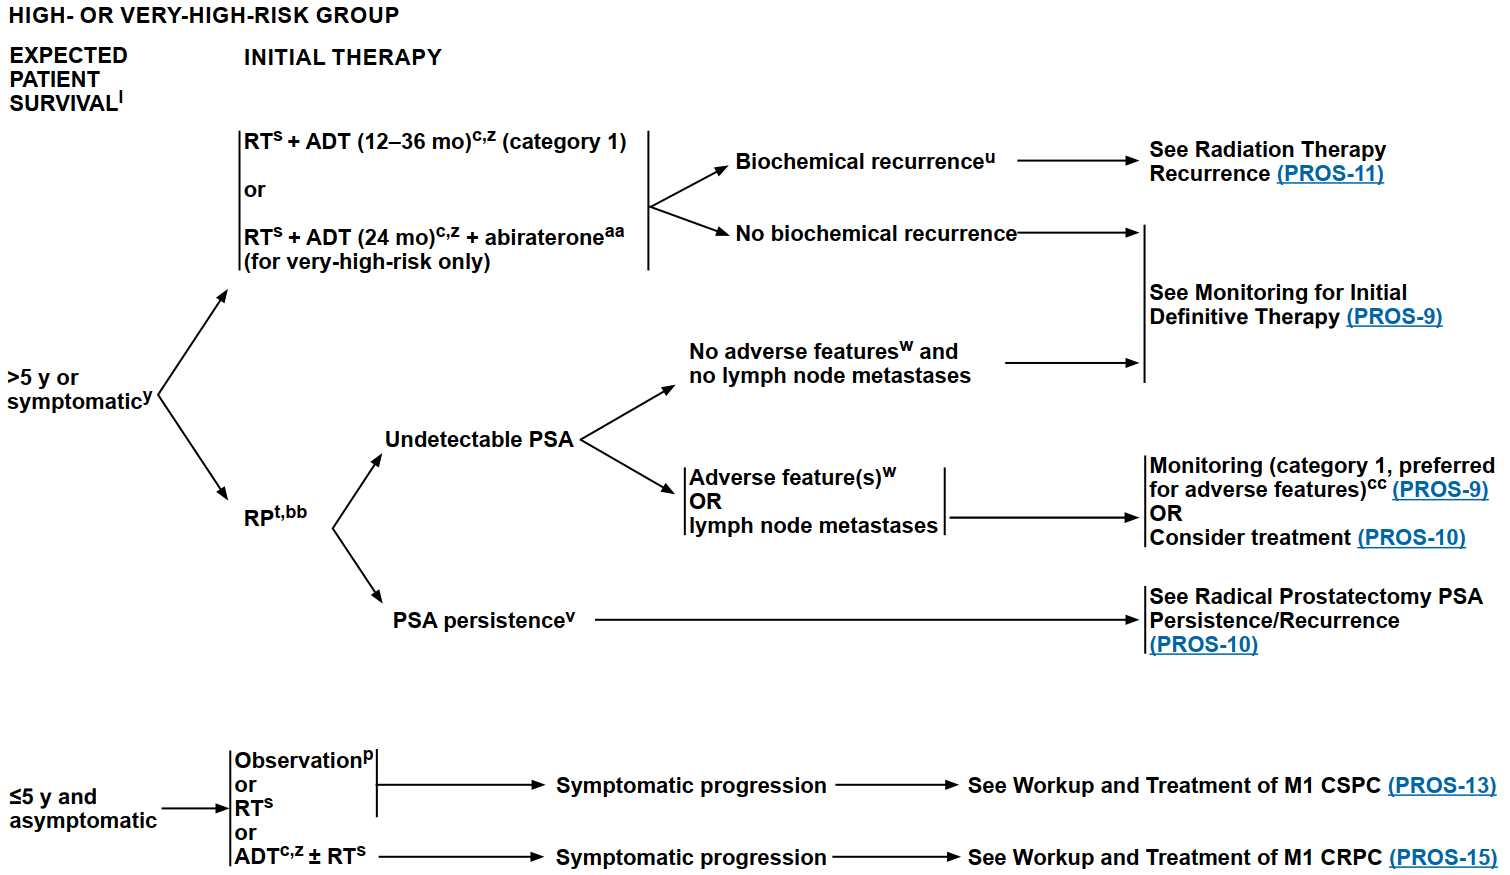 HIGH- OR VERY-HIGH-RISK GROUP
EXPECTED
PATIENT
SURVIVALˡ
INITIAL THERAPY
>5 y or
symptomaticʸ
RTˢ + ADT (12–36 mo)ᶜ,ᶻ (category 1)
or
RTˢ + ADT (24 mo)ᶜ,ᶻ + abirateroneᵃᵃ
(for very-high-risk only)
Biochemical recurrenceᵘ
See Radiation Therapy
Recurrence (PROS-11)
No biochemical recurrence
See Monitoring for Initial
Definitive Therapy (PROS-9)
RPᵗ,ᵇᵇ
Undetectable PSA
No adverse featuresʷ and
no lymph node metastases
Adverse feature(s)ʷ
OR
lymph node metastases
Monitoring (category 1, preferred
for adverse features)ᶜᶜ (PROS-9)
OR
Consider treatment (PROS-10)
PSA persistenceᵛ
See Radical Prostatectomy PSA
Persistence/Recurrence
(PROS-10)
≤5 y and
asymptomatic
Observationᵖ
or
RTˢ
or
ADTᶜ,ᶻ ± RTˢ
Symptomatic progression
See Workup and Treatment of M1 CSPC (PROS-13)
Symptomatic progression
See Workup and Treatment of M1 CRPC (PROS-15)